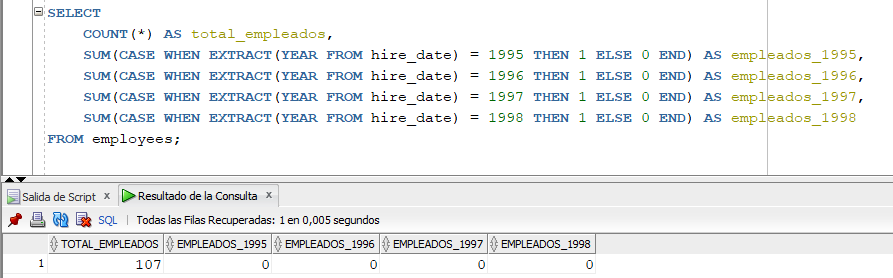 SELECT
COUNT(*) AS total_empleados,
SUM(CASE WHEN EXTRACT(YEAR FROM hire_date) = 1995 THEN 1 ELSE 0 END) AS empleados_1995,
SUM(CASE WHEN EXTRACT(YEAR FROM hire_date) = 1996 THEN 1 ELSE 0 END) AS empleados_1996,
SUM(CASE WHEN EXTRACT(YEAR FROM hire_date) = 1997 THEN 1 ELSE 0 END) AS empleados_1997,
SUM(CASE WHEN EXTRACT(YEAR FROM hire_date) = 1998 THEN 1 ELSE 0 END) AS empleados_1998
FROM employees;
Salida de Script x Resultado de la Consulta x
SQL | Todas las Filas Recuperadas: 1 en 0,005 segundos
TOTAL_EMPLEADOS EMPLEADOS_1995 EMPLEADOS_1996 EMPLEADOS_1997 EMPLEADOS_1998
1 107 0 0 0 0